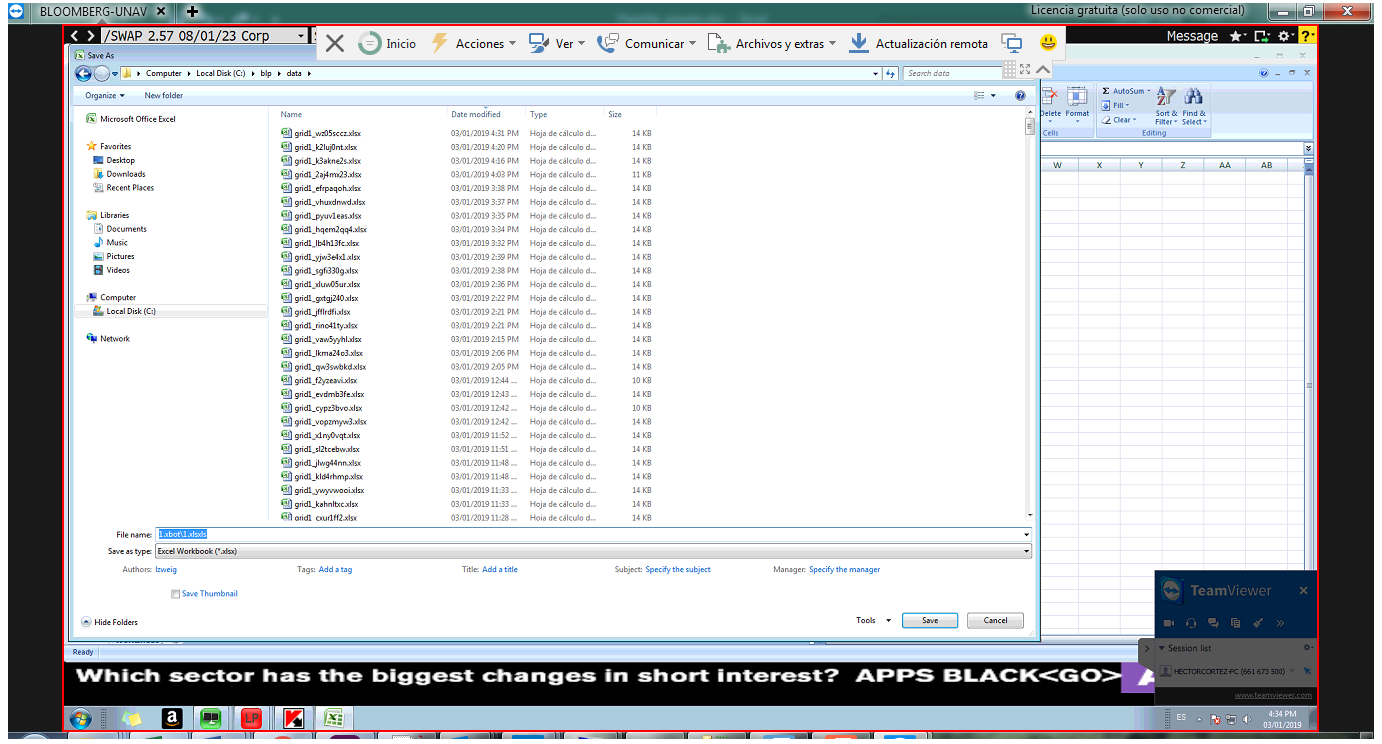 BLOOMBERG-UNAV
Licencia gratuita (solo uso no comercial)
/SWAP 2.57 08/01/23 Corp
Inicio Acciones Ver Comunicar Archivos y extras Actualización remota
Message
Save As
Computer Local Disk (C:) blp data
Search data
Organize New folder
Microsoft Office Excel
Favorites
Desktop
Downloads
Recent Places
Libraries
Documents
Music
Pictures
Videos
Computer
Local Disk (C:)
Network
Name Date modified Type Size
grid1_wz05sccz.xlsx 03/01/2019 4:31 PM Hoja de cálculo d... 14 KB
grid1_k2luj0nt.xlsx 03/01/2019 4:20 PM Hoja de cálculo d... 14 KB
grid1_k3akne2s.xlsx 03/01/2019 4:16 PM Hoja de cálculo d... 14 KB
grid1_2aj4mx23.xlsx 03/01/2019 4:03 PM Hoja de cálculo d... 11 KB
grid1_efrpaqoh.xlsx 03/01/2019 3:38 PM Hoja de cálculo d... 14 KB
grid1_vhuxdnwd.xlsx 03/01/2019 3:37 PM Hoja de cálculo d... 14 KB
grid1_pyuv1eas.xlsx 03/01/2019 3:35 PM Hoja de cálculo d... 14 KB
grid1_hqem2qq4.xlsx 03/01/2019 3:34 PM Hoja de cálculo d... 14 KB
grid1_lb4h13fc.xlsx 03/01/2019 3:32 PM Hoja de cálculo d... 14 KB
grid1_yjw3e4x1.xlsx 03/01/2019 2:39 PM Hoja de cálculo d... 14 KB
grid1_sgfi330g.xlsx 03/01/2019 2:38 PM Hoja de cálculo d... 14 KB
grid1_xluw05ur.xlsx 03/01/2019 2:36 PM Hoja de cálculo d... 14 KB
grid1_gxtgj240.xlsx 03/01/2019 2:22 PM Hoja de cálculo d... 14 KB
grid1_jfflrdfi.xlsx 03/01/2019 2:21 PM Hoja de cálculo d... 14 KB
grid1_rino41ty.xlsx 03/01/2019 2:21 PM Hoja de cálculo d... 14 KB
grid1_vaw5yyhl.xlsx 03/01/2019 2:15 PM Hoja de cálculo d... 14 KB
grid1_lkma24o3.xlsx 03/01/2019 2:06 PM Hoja de cálculo d... 14 KB
grid1_qw3swbkd.xlsx 03/01/2019 2:05 PM Hoja de cálculo d... 14 KB
grid1_f2yzeavi.xlsx 03/01/2019 12:44 ... Hoja de cálculo d... 10 KB
grid1_evdmb3fe.xlsx 03/01/2019 12:43 ... Hoja de cálculo d... 14 KB
grid1_cypz3bvo.xlsx 03/01/2019 12:42 ... Hoja de cálculo d... 10 KB
grid1_vopzmyw3.xlsx 03/01/2019 12:42 ... Hoja de cálculo d... 14 KB
grid1_x1ny0vqt.xlsx 03/01/2019 11:52 ... Hoja de cálculo d... 14 KB
grid1_sl2tcebw.xlsx 03/01/2019 11:51 ... Hoja de cálculo d... 14 KB
grid1_jlwg44nn.xlsx 03/01/2019 11:48 ... Hoja de cálculo d... 14 KB
grid1_kld4rhmp.xlsx 03/01/2019 11:48 ... Hoja de cálculo d... 14 KB
grid1_ywyvwooi.xlsx 03/01/2019 11:33 ... Hoja de cálculo d... 14 KB
grid1_kahnltxc.xlsx 03/01/2019 11:33 ... Hoja de cálculo d... 14 KB
grid1_cxur1ff2.xlsx 03/01/2019 11:28 ... Hoja de cálculo d... 14 KB
File name: 1.xbot\1.xlsxls
Save as type: Excel Workbook (*.xlsx)
Authors: lzweig Tags: Add a tag Title: Add a title Subject: Specify the subject Manager: Specify the manager
Save Thumbnail
Hide Folders
Tools Save Cancel
Delete Format
Cells
Σ AutoSum
Fill
Clear
Sort & Filter
Find & Select
Editing
W X Y Z AA AB
Ready
TeamViewer
Session list
HECTORCORTEZ-PC (661 673 500)
www.teamviewer.com
Which sector has the biggest changes in short interest? APPS BLACK<GO>
LP
ES
4:34 PM
03/01/2019